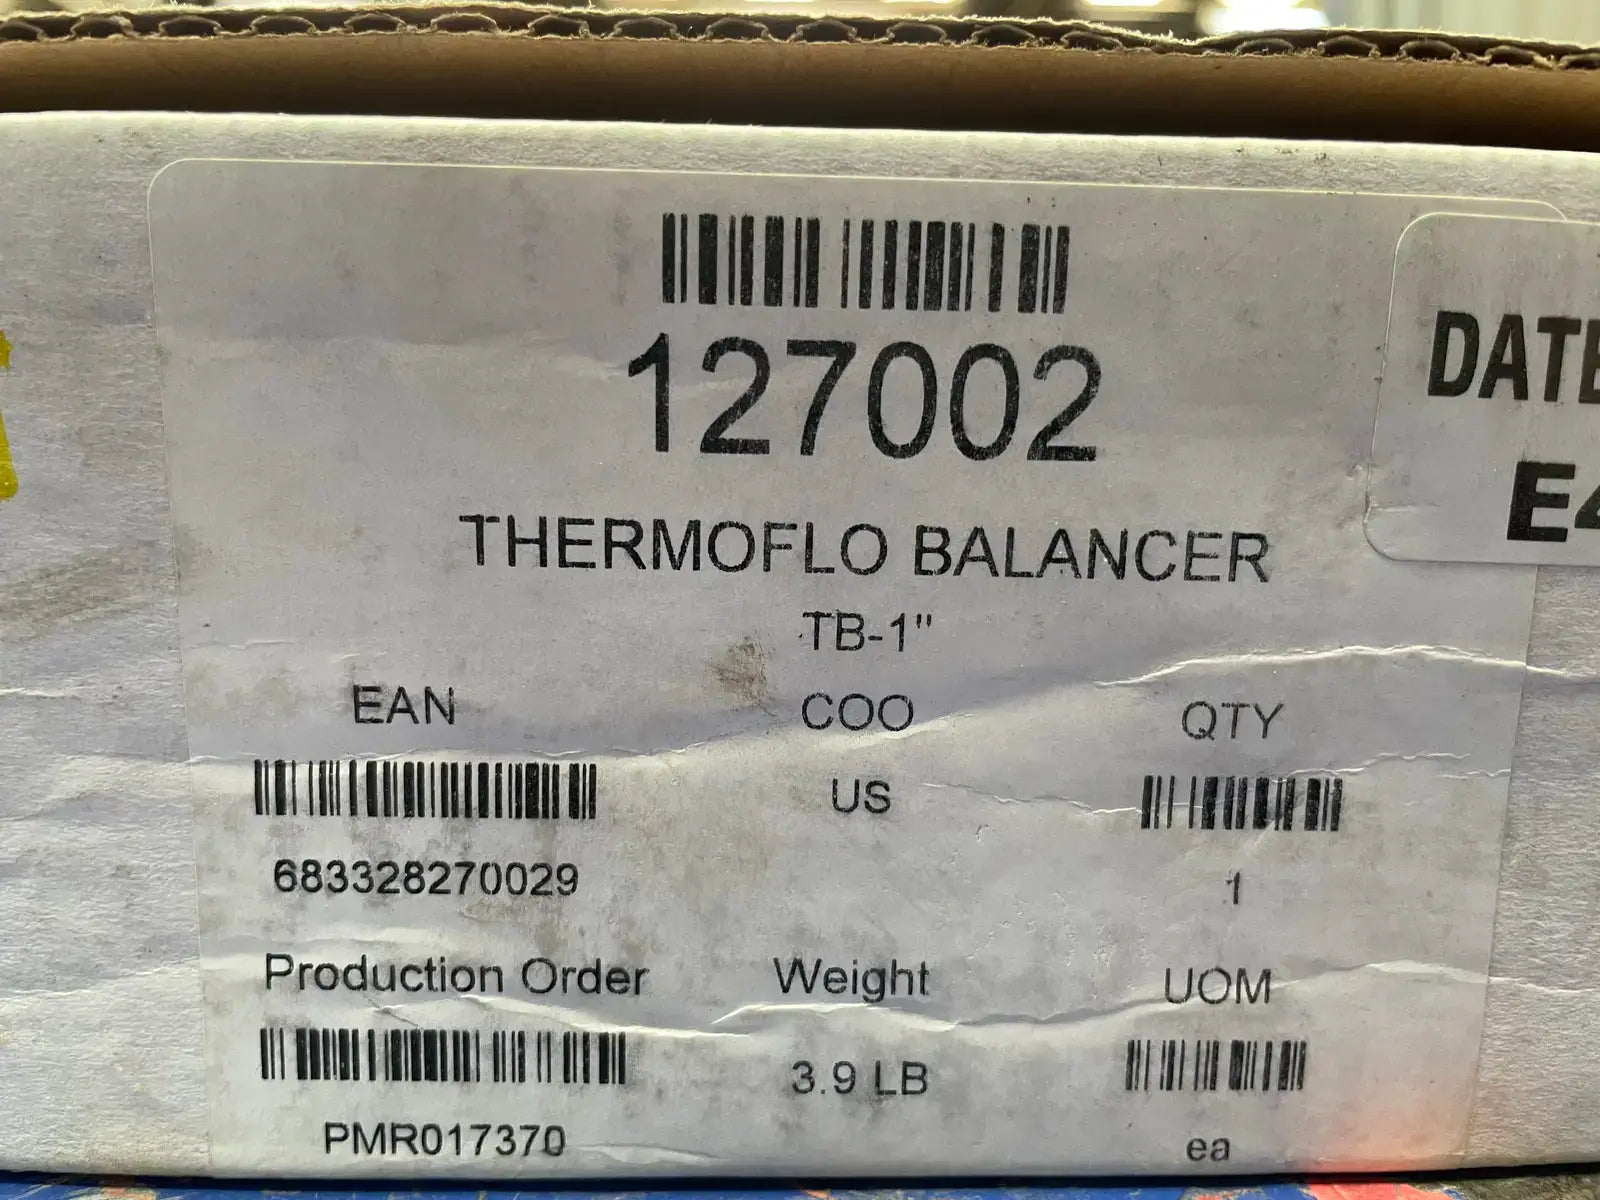 127002
DATE
THERMOFLO BALANCER
TB-1"
EAN COO QTY
US
683328270029 1
Production Order Weight UOM
3.9 LB
PMR017370 ea